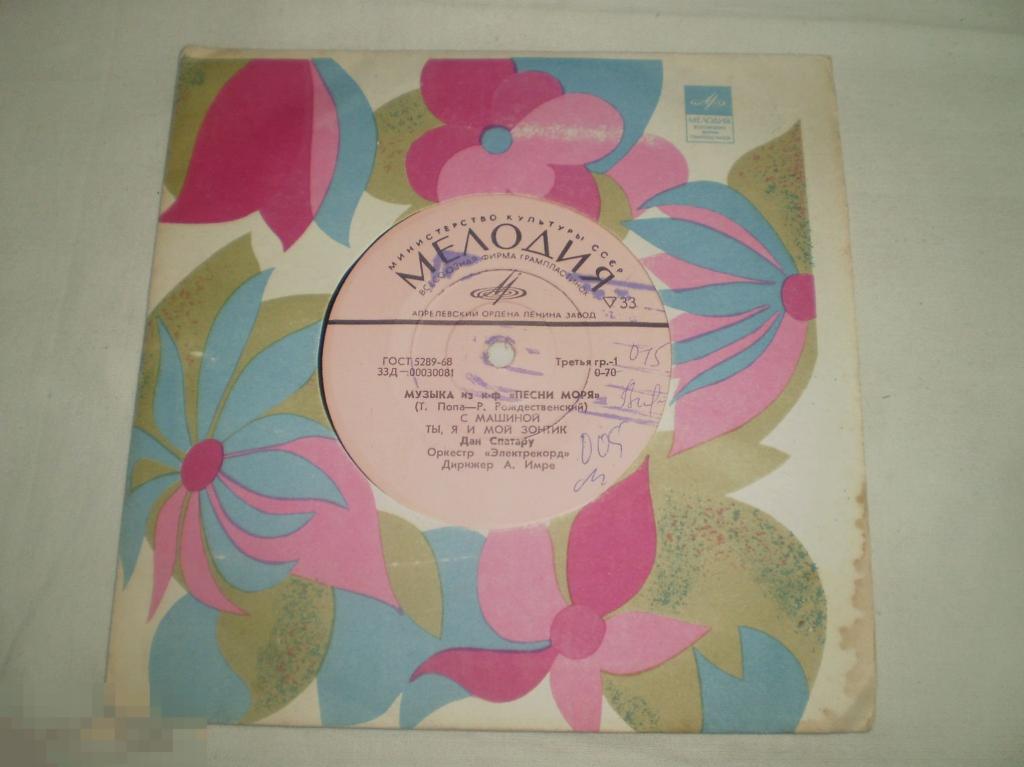 МЕЛОДИЯ
МИНИСТЕРСТВО КУЛЬТУРЫ СССР
МЕЛОДИЯ
ВСЕСОЮЗНАЯ ФИРМА ГРАМПЛАСТИНОК
33
АПРЕЛЕВСКИЙ ОРДЕНА ЛЕНИНА ЗАВОД
ГОСТ 5289-68 Третья гр.-1
33Д—00030081 0-70
МУЗЫКА из к-ф «ПЕСНИ МОРЯ»
(Т. Попа—Р. Рождественский)
С МАШИНОЙ
ТЫ, Я И МОЙ ЗОНТИК
Дан Спатару
Оркестр «Электрекорд»
Дирижер А. Имре
015